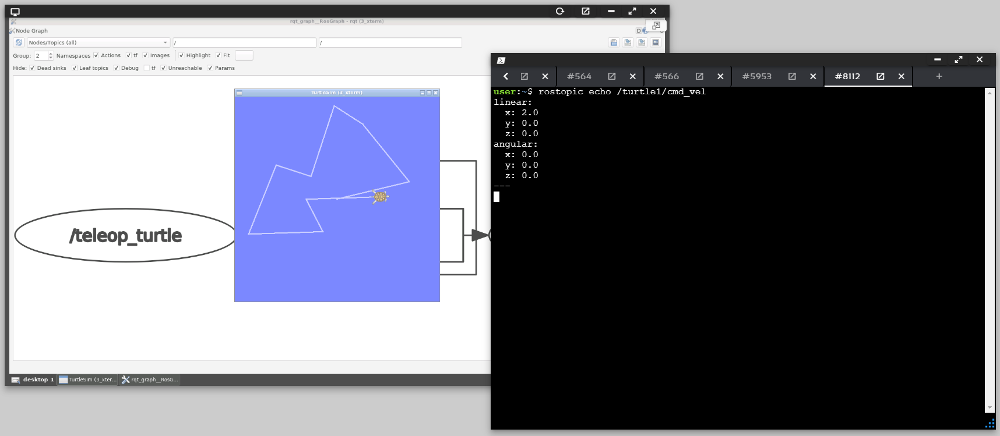 rqt_graph__RosGraph - rqt (3_xterm)
Node Graph
D
Nodes/Topics (all)
/
/
Group: 2 Namespaces Actions tf Images Highlight Fit
Hide: Dead sinks Leaf topics Debug tf Unreachable Params
TurtleSim (3_xterm)
/teleop_turtle
desktop 1
TurtleSim (3_xter...
rqt_graph__RosG...
#564
#566
#5953
#8112
user:~$ rostopic echo /turtle1/cmd_vel
linear:
  x: 2.0
  y: 0.0
  z: 0.0
angular:
  x: 0.0
  y: 0.0
  z: 0.0
---